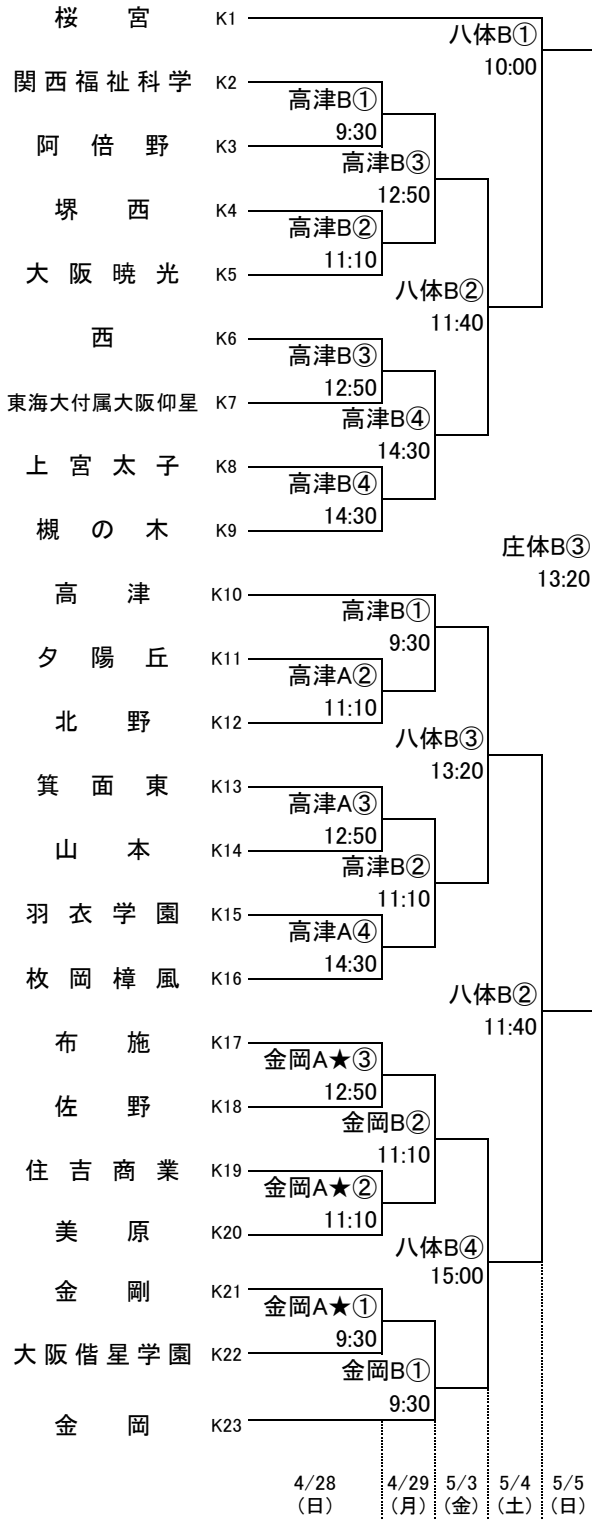 桜宮 K1
八体B①
10:00
関西福祉科学 K2
高津B①
9:30
阿倍野 K3
高津B③
12:50
堺西 K4
高津B②
11:10
大阪暁光 K5
八体B②
11:40
西 K6
高津B③
12:50
東海大付属大阪仰星 K7
高津B④
14:30
上宮太子 K8
高津B④
14:30
槻の木 K9
庄体B③
13:20
高津 K10
高津B①
9:30
夕陽丘 K11
高津A②
11:10
北野 K12
八体B③
13:20
箕面東 K13
高津A③
12:50
山本 K14
高津B②
11:10
羽衣学園 K15
高津A④
14:30
枚岡樟風 K16
八体B②
11:40
布施 K17
金岡A★③
12:50
佐野 K18
金岡B②
11:10
住吉商業 K19
金岡A★②
11:10
美原 K20
八体B④
15:00
金剛 K21
金岡A★①
9:30
大阪偕星学園 K22
金岡B①
9:30
金岡 K23
4/28 4/29 5/3 5/4 5/5
（日） （月） （金） （土） （日）